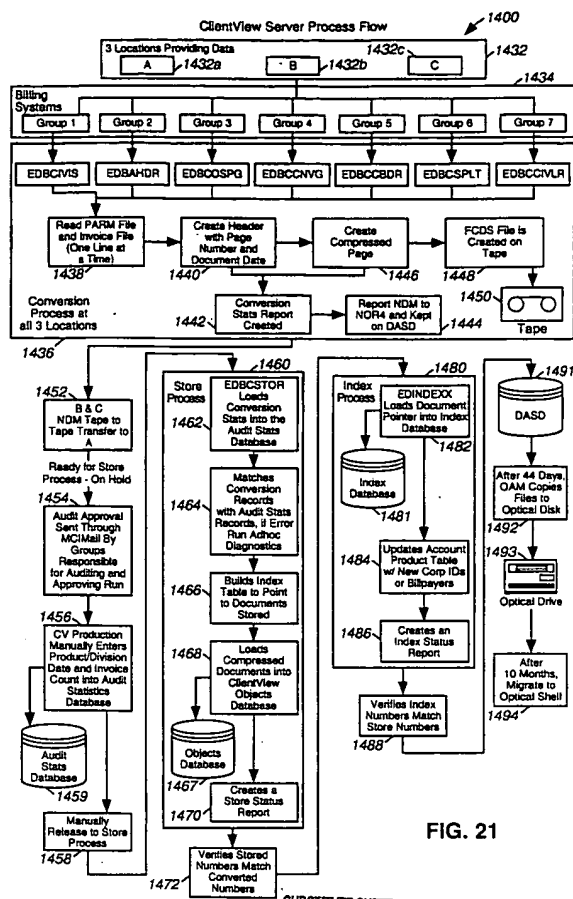 ClientView Server Process Flow
1400
3 Locations Providing Data
A
1432a
B
1432b
1432c
C
1432
1434
Billing
Systems
Group 1
Group 2
Group 3
Group 4
Group 5
Group 6
Group 7
EDBCIVIS
EDBAHDR
EDBCOSPG
EDBCCNVG
EDBCCBDR
EDBCSPLT
EDBCCIVLR
Read PARM File
and Invoice File
(One Line at
a Time)
1438
Create Header
with Page
Number and
Document Date
1440
Create
Compressed
Page
1446
FCDS File is
Created on
Tape
1448
1450
Tape
Conversion
Stats Report
Created
1442
Report NDM to
NOR4 and Kept
on DASD
1444
Conversion
Process at
all 3 Locations
1436
1452
B & C
NDM Tape to
Tape Transfer to
A
Ready for Store
Process - On Hold
1454
Audit Approval
Sent Through
MCIMail By
Groups
Responsible
for Auditing and
Approving Run
1456
CV Production
Manually Enters
Product/Division
Date and Invoice
Count into Audit
Statistics
Database
Audit
Stats
Database
1459
Manually
Release to Store
Process
1458
1460
Store
Process
EDBCSTOR
Loads
Conversion
Stats into the
Audit Stats
Database
1462
Matches
Conversion
Records
with Audit Stats
Records, if Error
Run Adhoc
Diagnostics
1464
Builds Index
Table to Point
to Documents
Stored
1466
Loads
Compressed
Documents into
ClientView
Objects Database
1468
Objects
Database
1467
Creates a
Store Status
Report
1470
Verifies Stored
Numbers Match
Converted
Numbers
1472
1480
Index
Process
EDINDEXX
Loads Document
Pointer into Index
Database
1482
Index
Database
1481
Updates Account
Product Table
w/ New Corp IDs
or Billpayers
1484
Creates an
Index Status
Report
1486
Verifies Index
Numbers Match
Store Numbers
1488
1491
DASD
After 44 Days,
OAM Copies
Files to
Optical Disk
1492
1493
Optical Drive
After
10 Months,
Migrate to
Optical Shelf
1494
FIG. 21